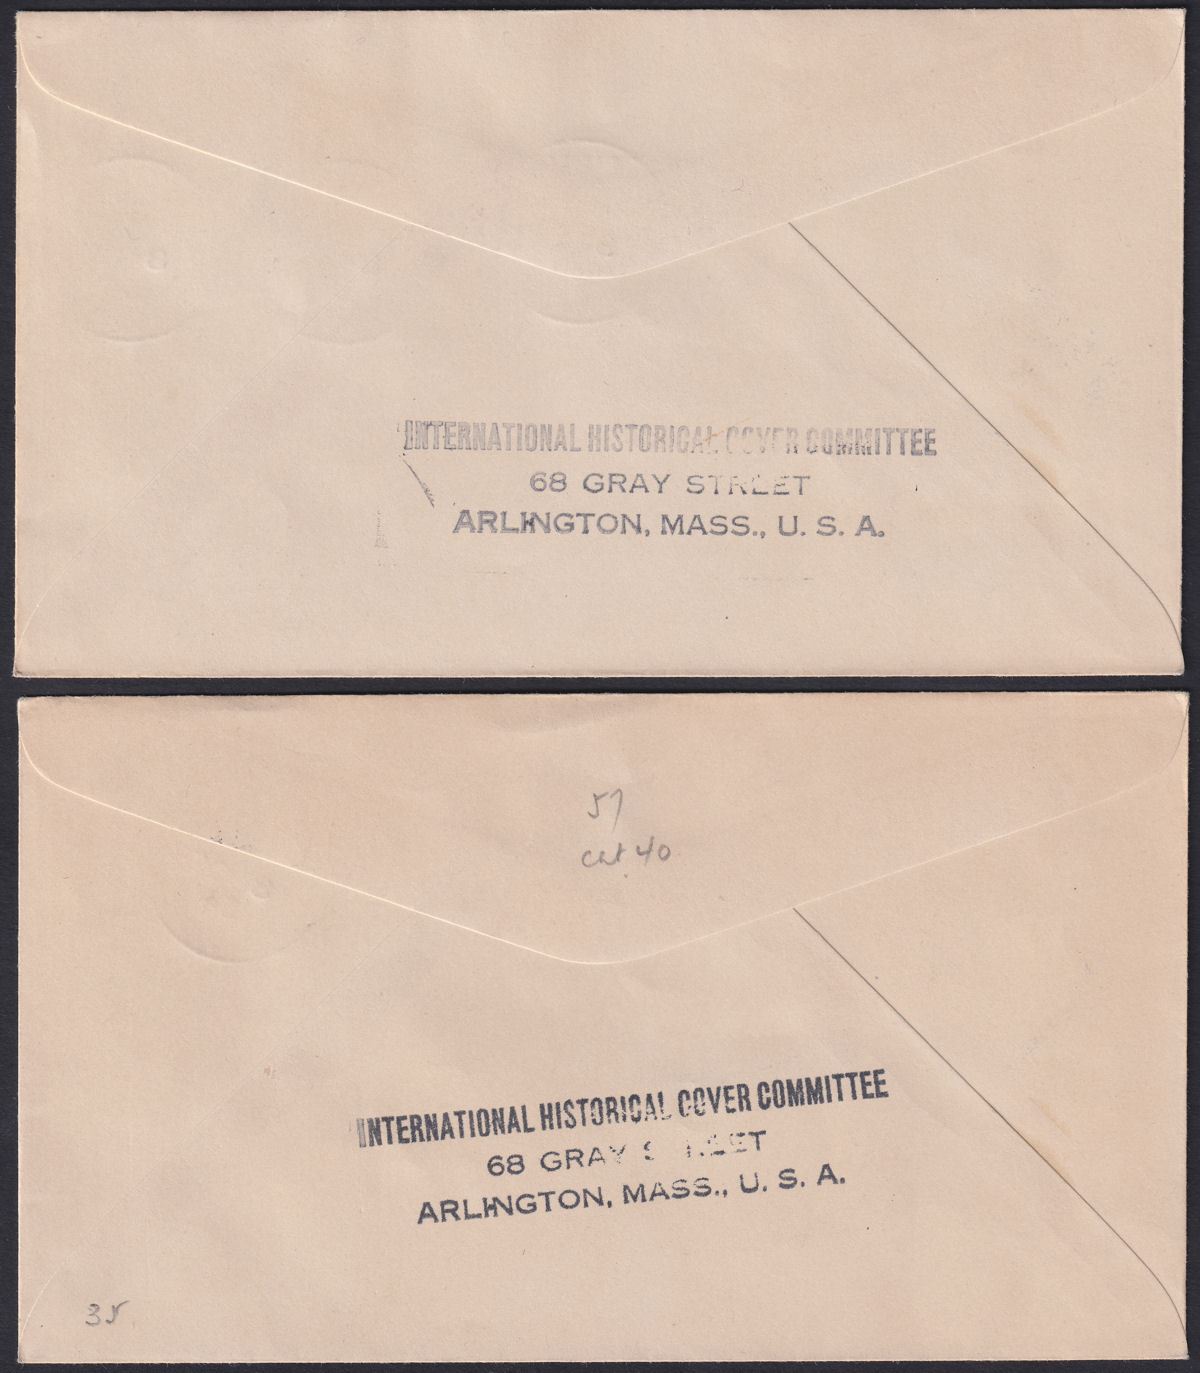 INTERNATIONAL HISTORICAL COVER COMMITTEE
68 GRAY STREET
ARLINGTON, MASS., U. S. A.
57
cat 40
INTERNATIONAL HISTORICAL COVER COMMITTEE
68 GRAY STREET
ARLINGTON, MASS., U. S. A.
35